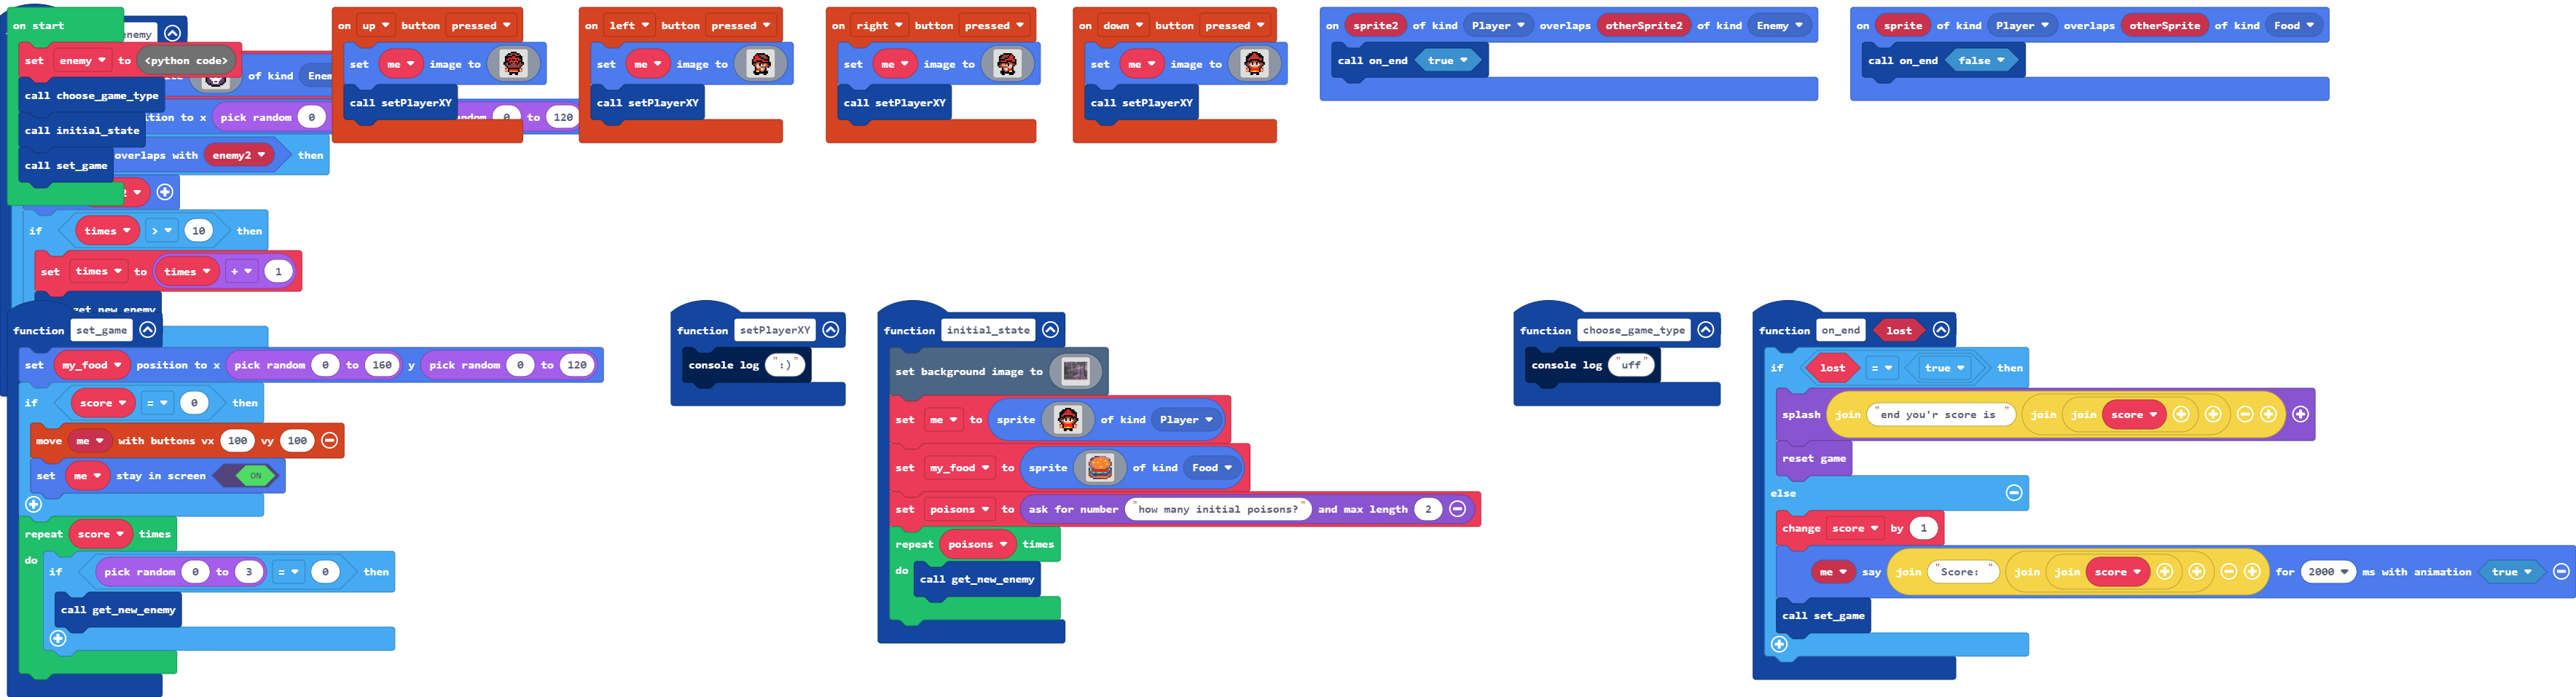 on start
enemy
set enemy to <python code>
of kind Enem
call choose_game_type
ition to x pick random 0 ndom 0 to 120
call initial_state
overlaps with enemy2 then
call set_game
if times > 10 then
set times to times + 1
get_new_enemy
on up button pressed
set me image to
call setPlayerXY
on left button pressed
set me image to
call setPlayerXY
on right button pressed
set me image to
call setPlayerXY
on down button pressed
set me image to
call setPlayerXY
on sprite2 of kind Player overlaps otherSprite2 of kind Enemy
call on_end true
on sprite of kind Player overlaps otherSprite of kind Food
call on_end false
function set_game
set my_food position to x pick random 0 to 160 y pick random 0 to 120
if score = 0 then
move me with buttons vx 100 vy 100
set me stay in screen ON
repeat score times
do if pick random 0 to 3 = 0 then
call get_new_enemy
function setPlayerXY
console log ":)"
function initial_state
set background image to
set me to sprite of kind Player
set my_food to sprite of kind Food
set poisons to ask for number "how many initial poisons?" and max length 2
repeat poisons times
do call get_new_enemy
function choose_game_type
console log "uff"
function on_end lost
if lost = true then
splash join "end you'r score is " join join score
reset game
else
change score by 1
me say join "Score: " join join score for 2000 ms with animation true
call set_game